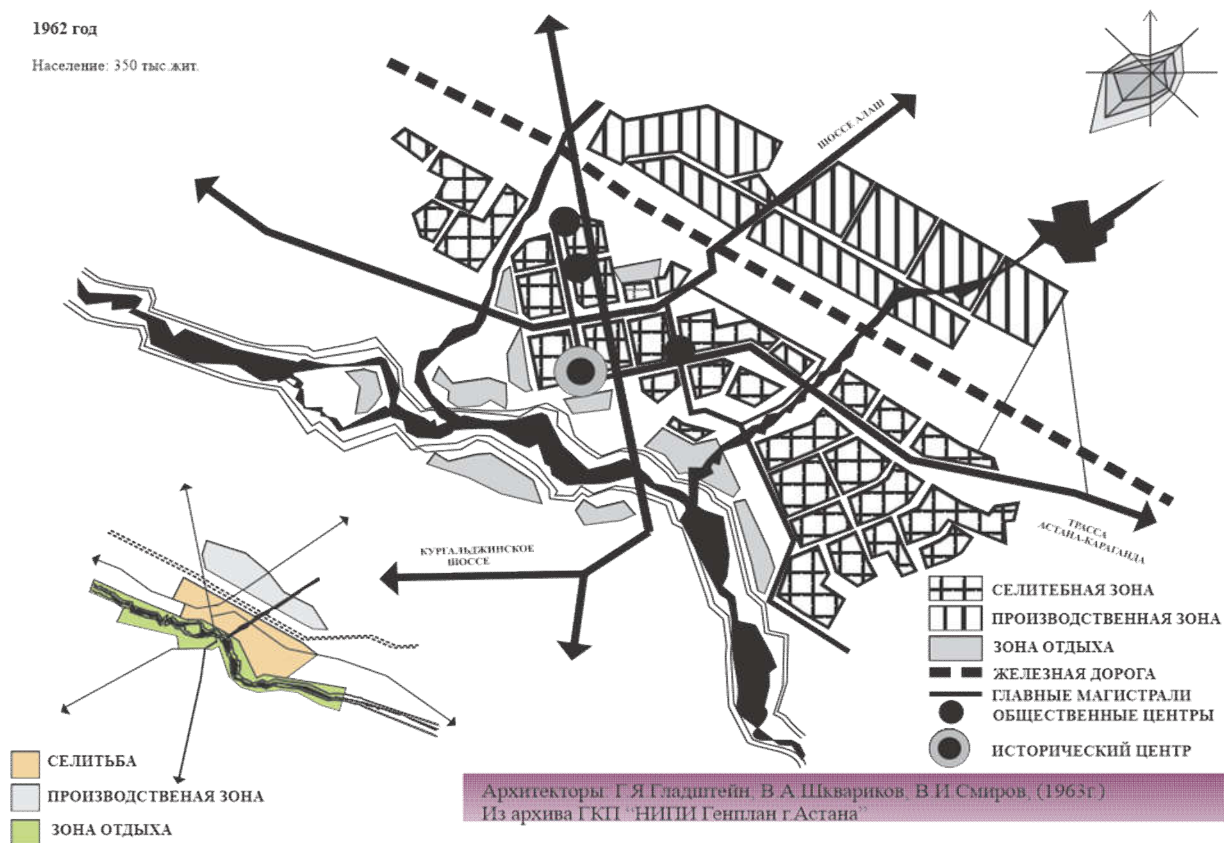 1962 год
Население: 350 тыс.жит.
ШОССЕ АЛАШ
КУРГАЛЬДЖИНСКОЕ
ШОССЕ
ТРАССА
АСТАНА-КАРАГАНДА
СЕЛИТЕБНАЯ ЗОНА
ПРОИЗВОДСТВЕННАЯ ЗОНА
ЗОНА ОТДЫХА
ЖЕЛЕЗНАЯ ДОРОГА
ГЛАВНЫЕ МАГИСТРАЛИ
ОБЩЕСТВЕННЫЕ ЦЕНТРЫ
ИСТОРИЧЕСКИЙ ЦЕНТР
СЕЛИТЬБА
ПРОИЗВОДСТВЕНАЯ ЗОНА
ЗОНА ОТДЫХА
Архитекторы: Г.Я Гладштейн, В.А Шквариков, В.И Смиров, (1963г.)
Из архива ГКП "НИПИ Генплан г.Астана"